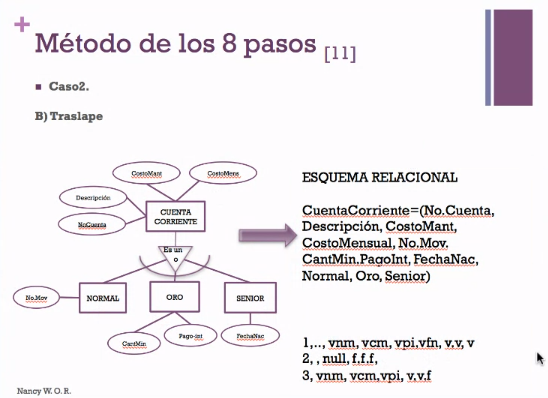 +
Método de los 8 pasos [11]
Caso2.
B) Traslape
CostoMant
CostoMens
Descripción
NoCuenta
CUENTA
CORRIENTE
Es un
o
No.Mov
NORMAL
ORO
SENIOR
CantMin
Pago-int
FechaNac
ESQUEMA RELACIONAL
CuentaCorriente=(No.Cuenta,
Descripción, CostoMant,
CostoMensual, No.Mov.
CantMin,PagoInt, FechaNac,
Normal, Oro, Senior)
1,.., vnm, vcm, vpi,vfn, v,v, v
2, , null, f,f,f,
3, vnm, vcm,vpi, v,v,f
Nancy W. O. R.